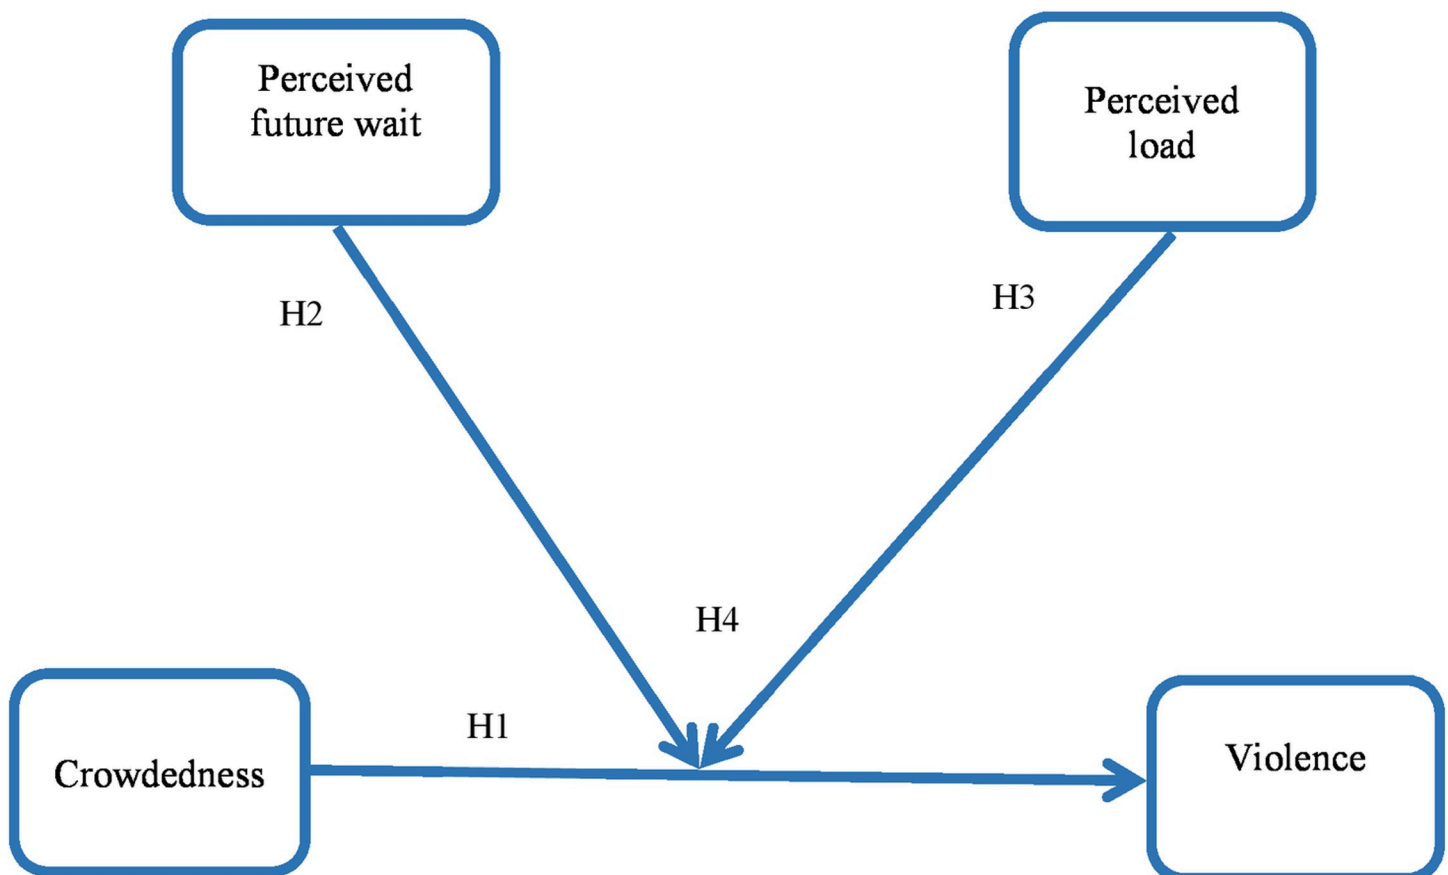 Perceived
future wait
Perceived
load
H2
H3
H4
H1
Crowdedness
Violence